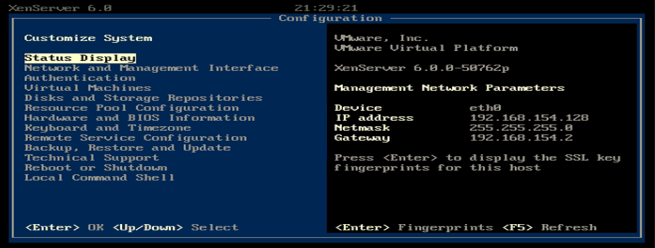 XenServer 6.0 21:29:21
Configuration
Customize System
Status Display
Network and Management Interface
Authentication
Virtual Machines
Disks and Storage Repositories
Resource Pool Configuration
Hardware and BIOS Information
Keyboard and Timezone
Remote Service Configuration
Backup, Restore and Update
Technical Support
Reboot or Shutdown
Local Command Shell
<Enter> OK <Up/Down> Select
VMware, Inc.
VMware Virtual Platform
XenServer 6.0.0-50762p
Management Network Parameters
Device eth0
IP address 192.168.154.128
Netmask 255.255.255.0
Gateway 192.168.154.2
Press <Enter> to display the SSL key
fingerprints for this host
<Enter> Fingerprints <F5> Refresh